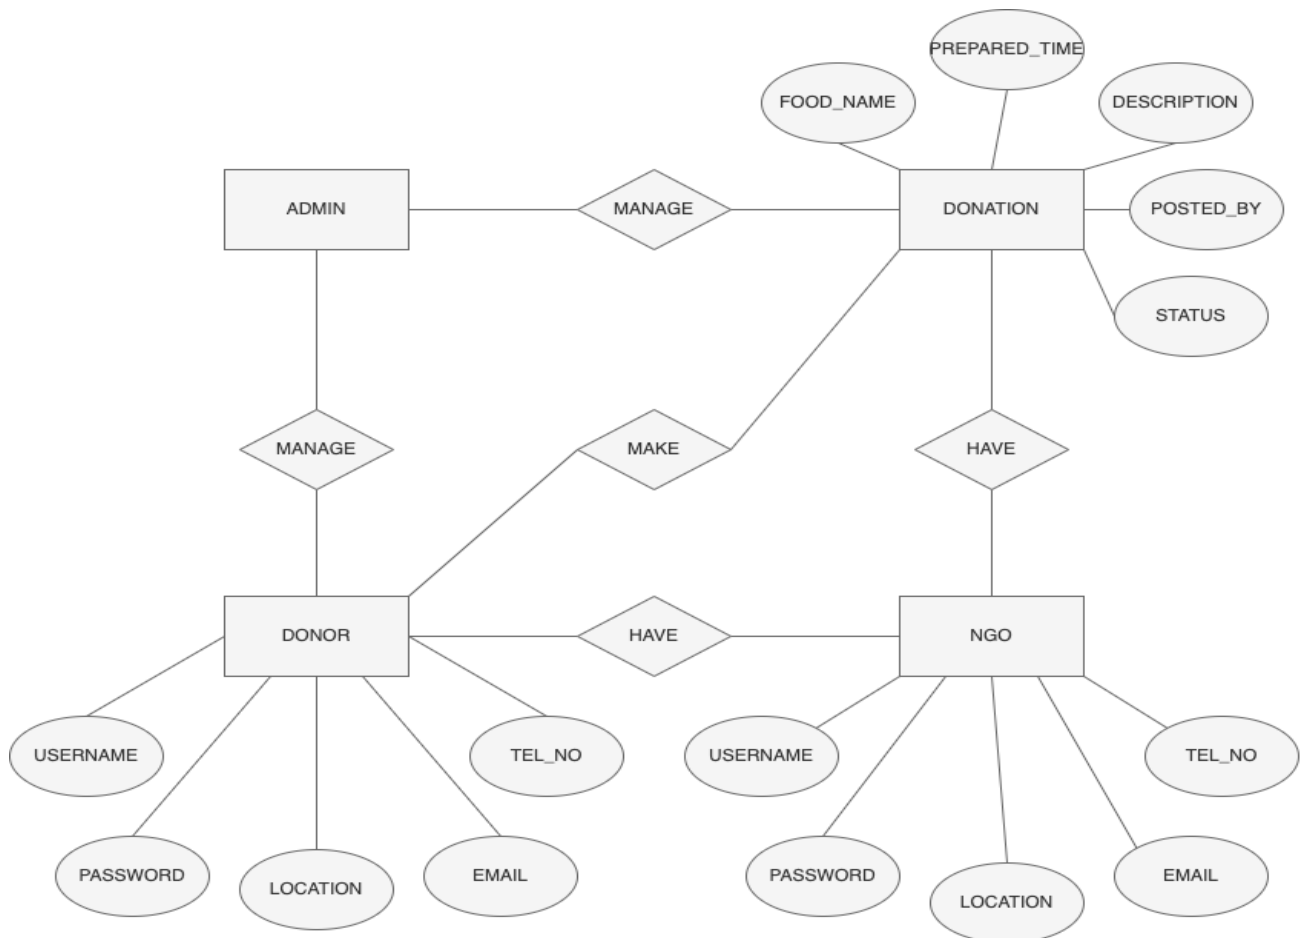 PREPARED_TIME
FOOD_NAME
DESCRIPTION
ADMIN
MANAGE
DONATION
POSTED_BY
STATUS
MANAGE
MAKE
HAVE
DONOR
HAVE
NGO
USERNAME
TEL_NO
USERNAME
TEL_NO
PASSWORD
LOCATION
EMAIL
PASSWORD
LOCATION
EMAIL